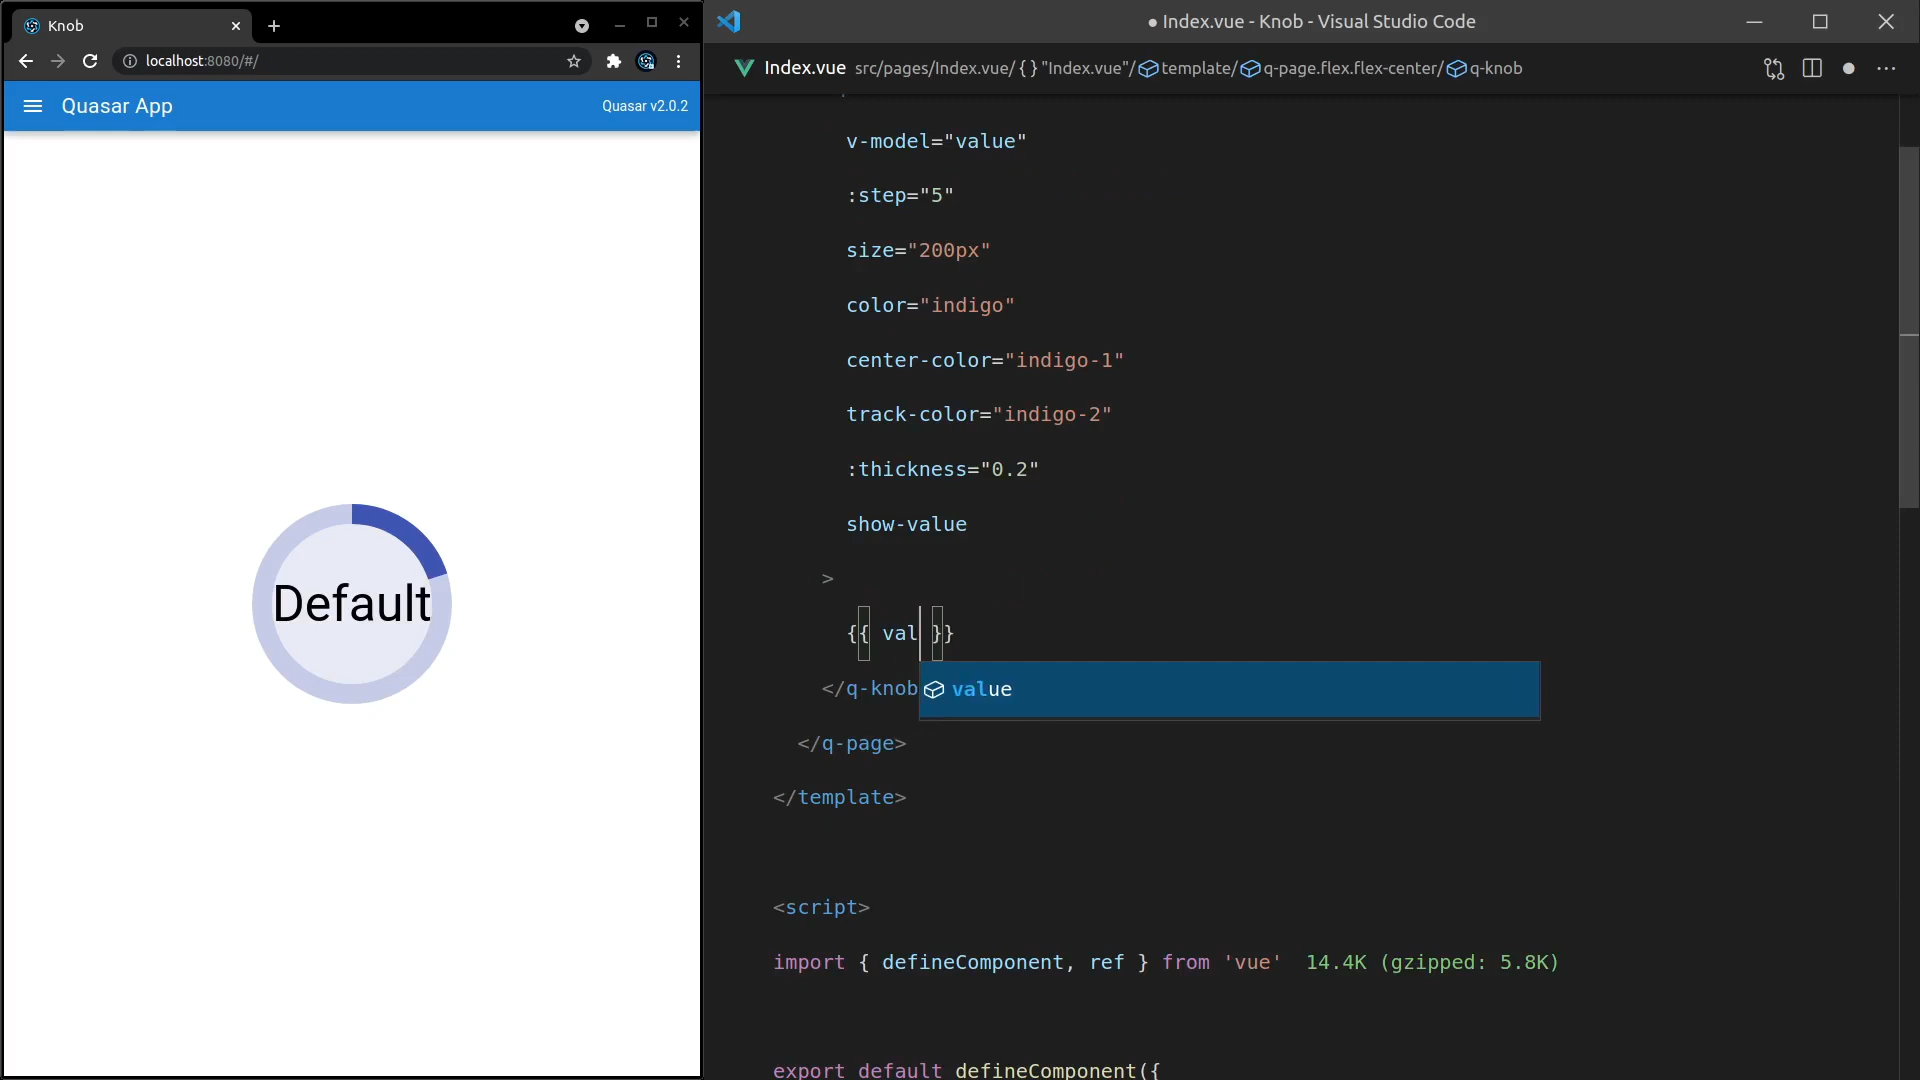 Knob
localhost:8080/#/
Quasar App
Quasar v2.0.2
Default
● Index.vue - Knob - Visual Studio Code
Index.vue src/pages/Index.vue/{ } "Index.vue"/ template/ q-page.flex.flex-center/ q-knob
v-model="value"
:step="5"
size="200px"
color="indigo"
center-color="indigo-1"
track-color="indigo-2"
:thickness="0.2"
show-value
>
{{ val }}
</q-knob
value
</q-page>
</template>
<script>
import { defineComponent, ref } from 'vue' 14.4K (gzipped: 5.8K)
export default defineComponent({